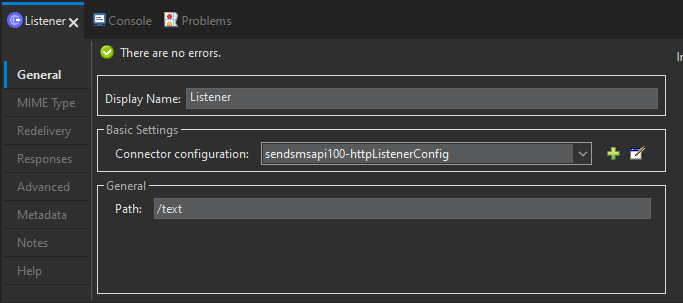 Listener Console Problems
There are no errors.
General
MIME Type
Redelivery
Responses
Advanced
Metadata
Notes
Help
Display Name: Listener
Basic Settings
Connector configuration: sendsmsapi100-httpListenerConfig
General
Path: /text